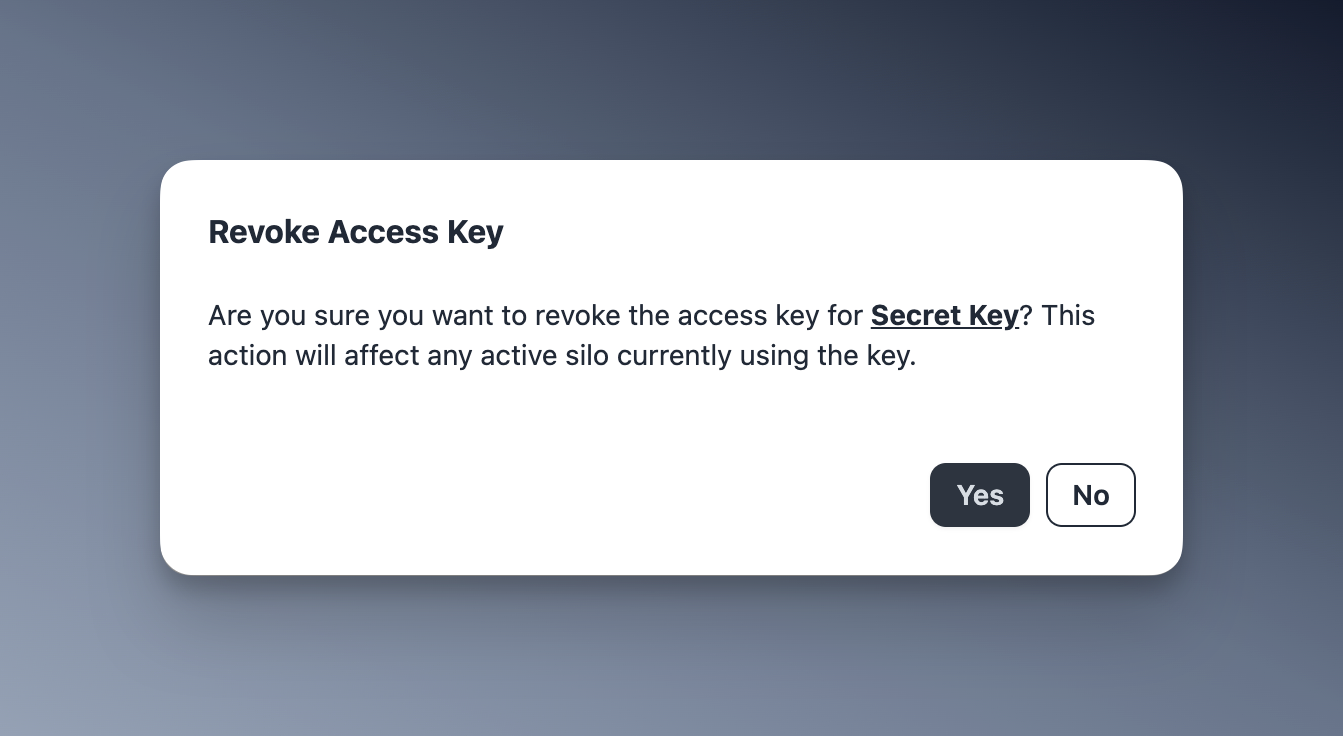 Revoke Access Key
Are you sure you want to revoke the access key for Secret Key? This
action will affect any active silo currently using the key.
Yes No